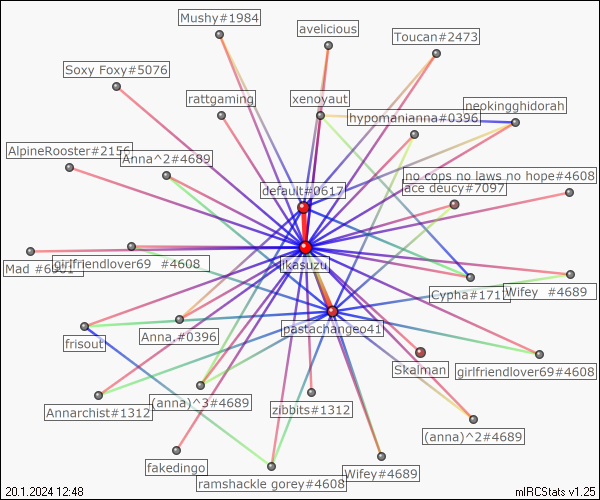 Mushy#1984
avelicious
Toucan#2473
Soxy Foxy#5076
rattgaming
xenoyaut
neokingghidorah
hypomanianna#0396
AlpineRooster#2156
Anna^2#4689
no cops no laws no hope#4608
default#0617
ace deucy#7097
girlfriendlover69 #4608
ikasuzu
Mad
Wifey #4689
pastachangeo41
frisout
Anna,#0396
Skalman
girlfriendlover69#4608
Annarchist#1312
(anna)^3#4689
zibbits#1312
(anna)^2#4689
fakedingo
Wifey#4689
ramshackle gorey#4608
20.1.2024 12:48
mIRCStats v1.25